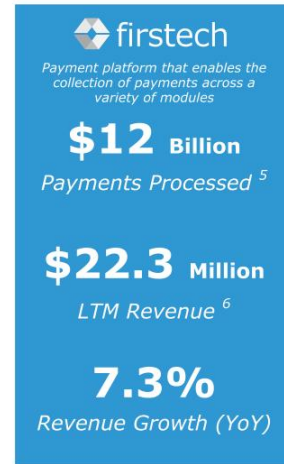 firstech
Payment platform that enables the
collection of payments across a
variety of modules
$12 Billion
Payments Processed 5
$22.3 Million
LTM Revenue 6
7.3%
Revenue Growth (YoY)